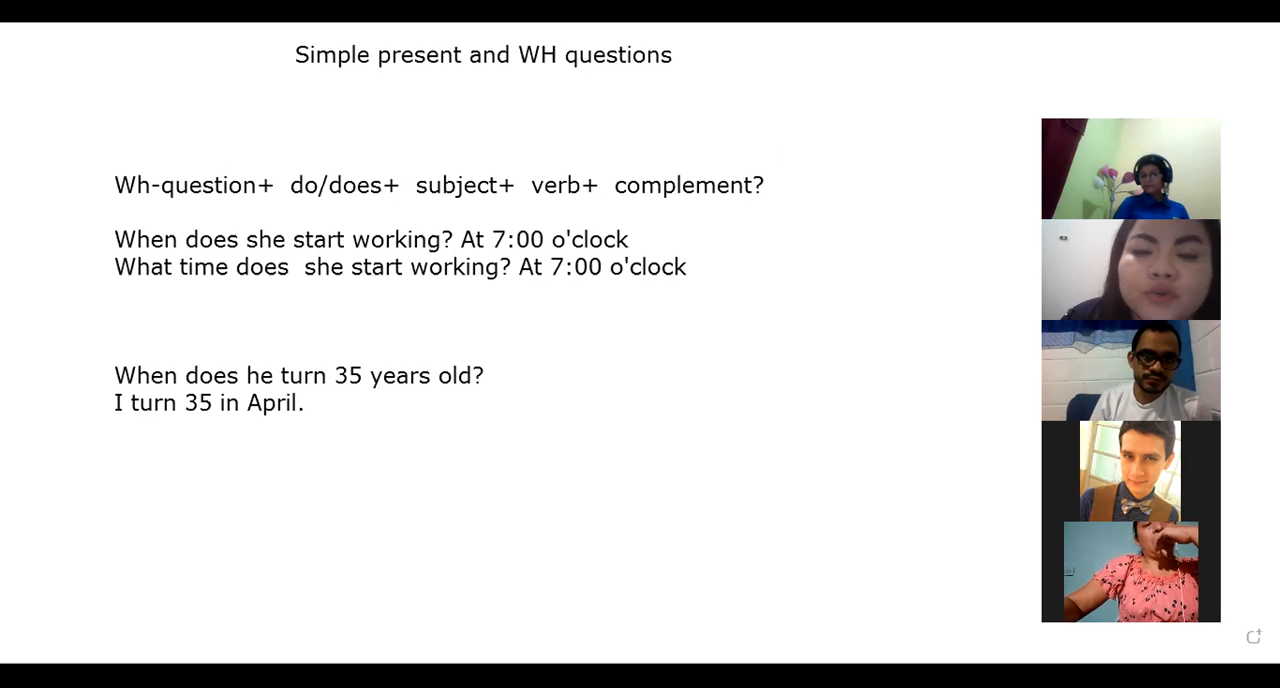 Simple present and WH questions
Wh-question+ do/does+ subject+ verb+ complement?
When does she start working? At 7:00 o'clock
What time does she start working? At 7:00 o'clock
When does he turn 35 years old?
I turn 35 in April.